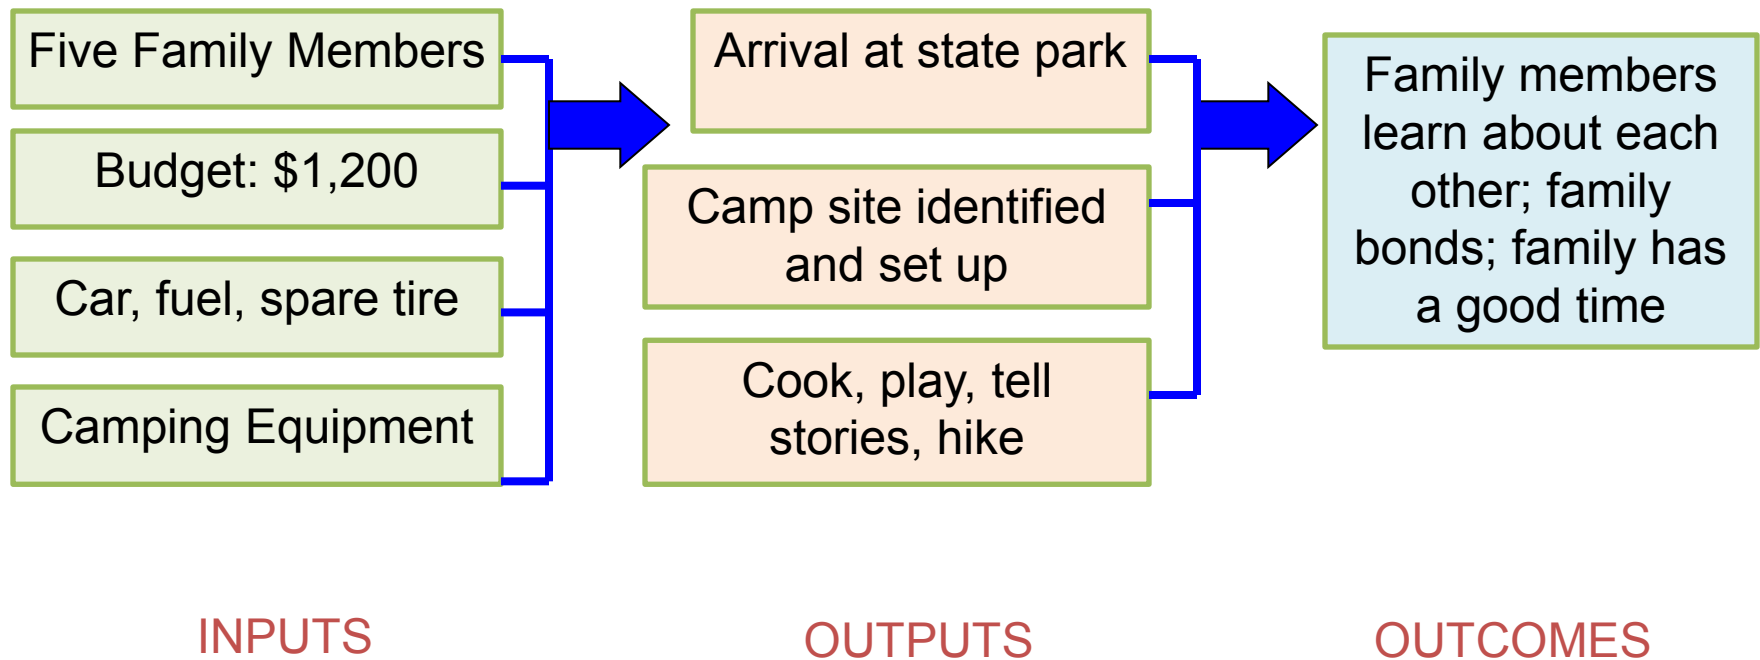 Five Family Members
Budget: $1,200
Car, fuel, spare tire
Camping Equipment
Arrival at state park
Camp site identified
and set up
Cook, play, tell
stories, hike
Family members
learn about each
other; family
bonds; family has
a good time
INPUTS
OUTPUTS
OUTCOMES